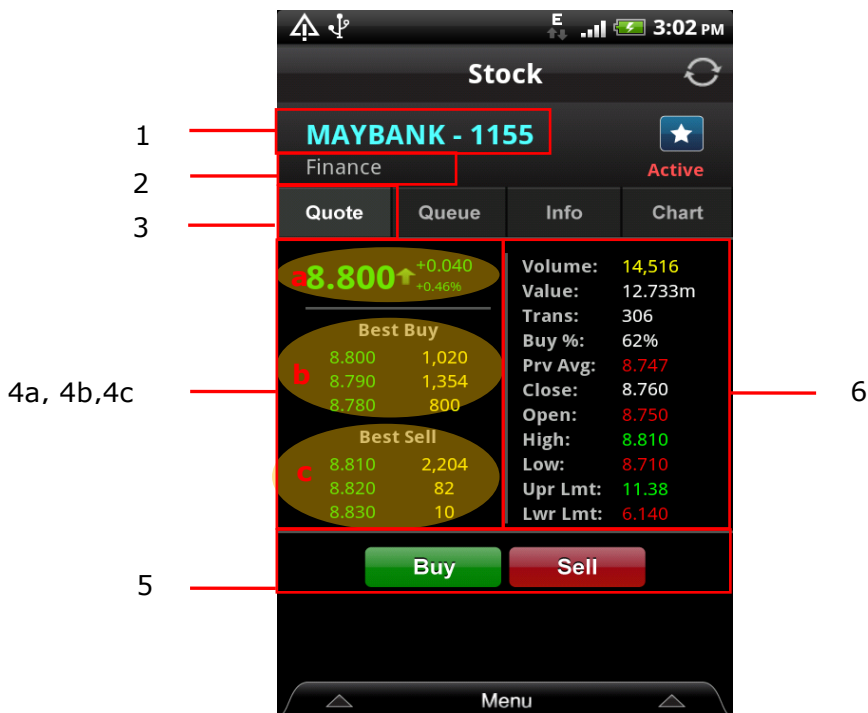 E 3:02 PM
Stock
1
MAYBANK - 1155
2
Finance
Active
3
Quote Queue Info Chart
a 8.800 +0.040
+0.46%
Best Buy
b
8.800 1,020
8.790 1,354
8.780 800
Best Sell
c
8.810 2,204
8.820 82
8.830 10
4a, 4b,4c
Volume: 14,516
Value: 12.733m
Trans: 306
Buy %: 62%
Prv Avg: 8.747
Close: 8.760
Open: 8.750
High: 8.810
Low: 8.710
Upr Lmt: 11.38
Lwr Lmt: 6.140
6
5
Buy Sell
Menu